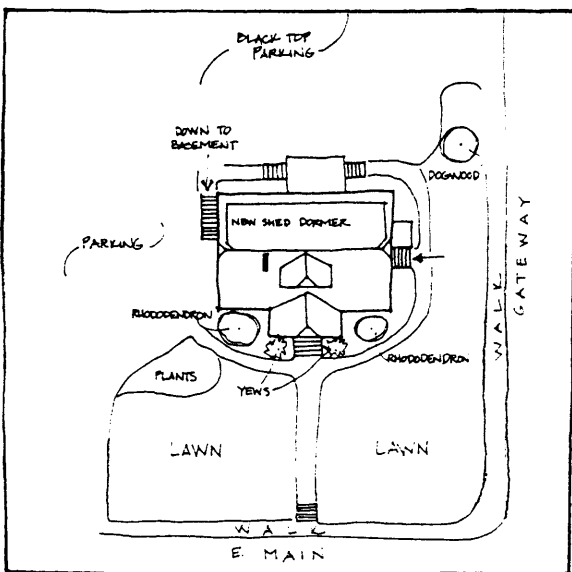 BLACK TOP
PARKING
DOWN TO
BASEMENT
DOGWOOD
NEW SHED DORMER
PARKING
WALK
GATEWAY
RHODODENDRON
RHODODENDRON
PLANTS
YEWS
LAWN
LAWN
WALK
E. MAIN